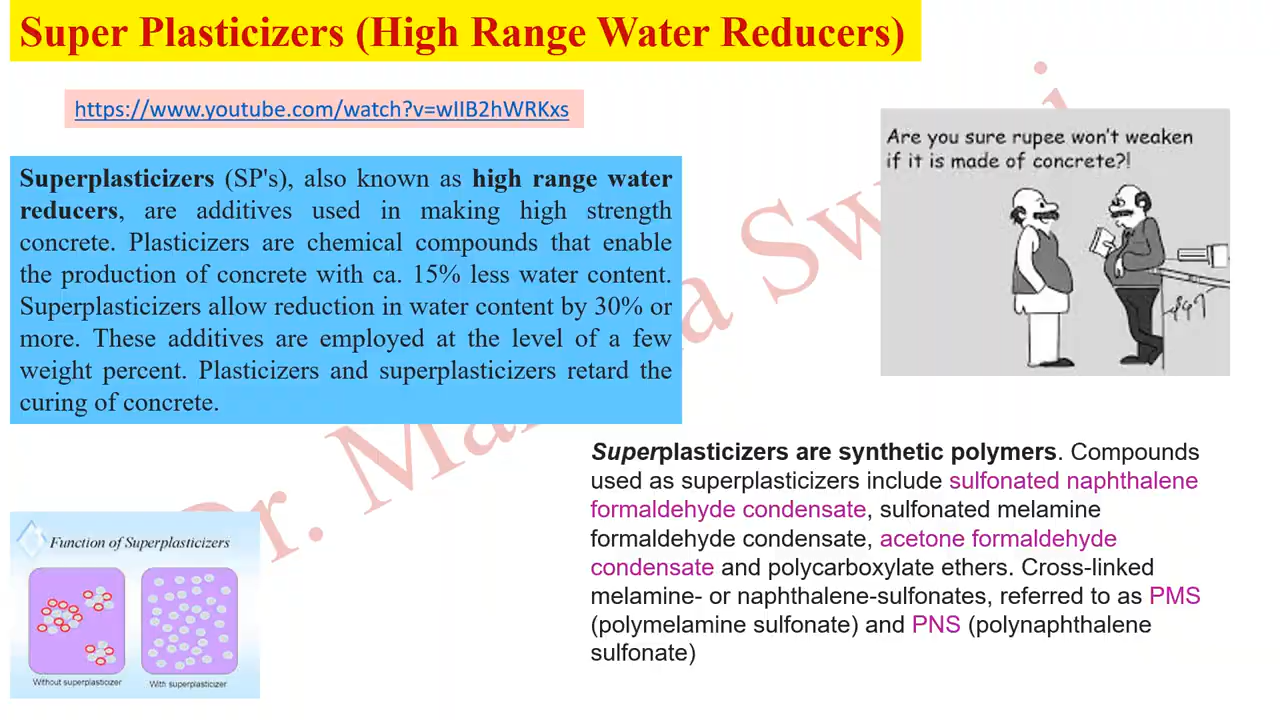 Super Plasticizers (High Range Water Reducers)
https://www.youtube.com/watch?v=wIIB2hWRKxs
Are you sure rupee won't weaken
if it is made of concrete?!
Superplasticizers (SP's), also known as high range water
reducers, are additives used in making high strength
concrete. Plasticizers are chemical compounds that enable
the production of concrete with ca. 15% less water content.
Superplasticizers allow reduction in water content by 30% or
more. These additives are employed at the level of a few
weight percent. Plasticizers and superplasticizers retard the
curing of concrete.
Superplasticizers are synthetic polymers. Compounds
used as superplasticizers include sulfonated naphthalene
formaldehyde condensate, sulfonated melamine
formaldehyde condensate, acetone formaldehyde
condensate and polycarboxylate ethers. Cross-linked
melamine- or naphthalene-sulfonates, referred to as PMS
(polymelamine sulfonate) and PNS (polynaphthalene
sulfonate)
Function of Superplasticizers
Without superplasticizer
With superplasticizer
Dr.